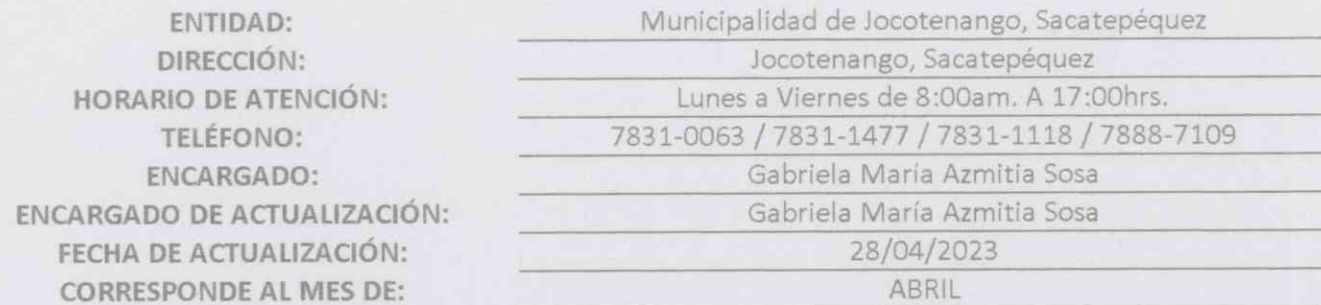 ENTIDAD: Municipalidad de Jocotenango, Sacatepéquez
DIRECCIÓN: Jocotenango, Sacatepéquez
HORARIO DE ATENCIÓN: Lunes a Viernes de 8:00am. A 17:00hrs.
TELÉFONO: 7831-0063 / 7831-1477 / 7831-1118 / 7888-7109
ENCARGADO: Gabriela María Azmitia Sosa
ENCARGADO DE ACTUALIZACIÓN: Gabriela María Azmitia Sosa
FECHA DE ACTUALIZACIÓN: 28/04/2023
CORRESPONDE AL MES DE: ABRIL